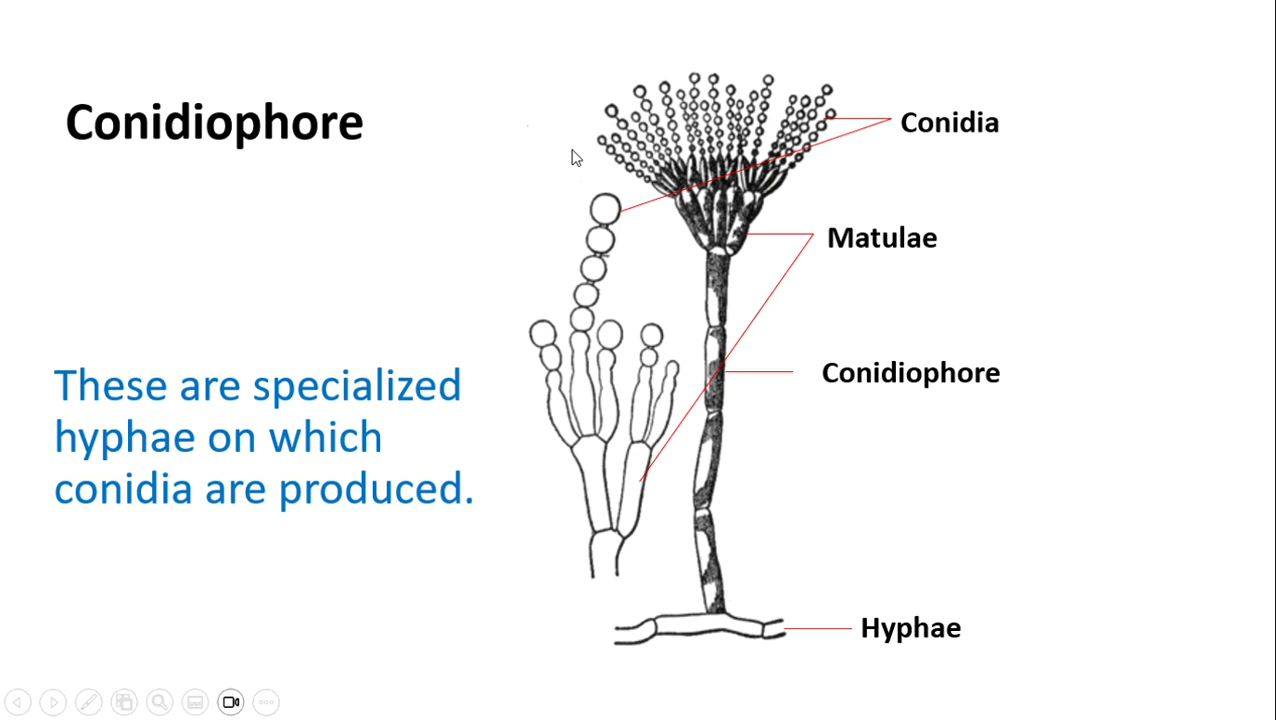 Conidiophore
Conidia
Matulae
These are specialized
hyphae on which
conidia are produced.
Conidiophore
Hyphae